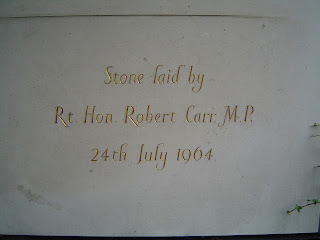 Stone laid by
Rt. Hon. Robert Carr, M.P.
24th July 1964